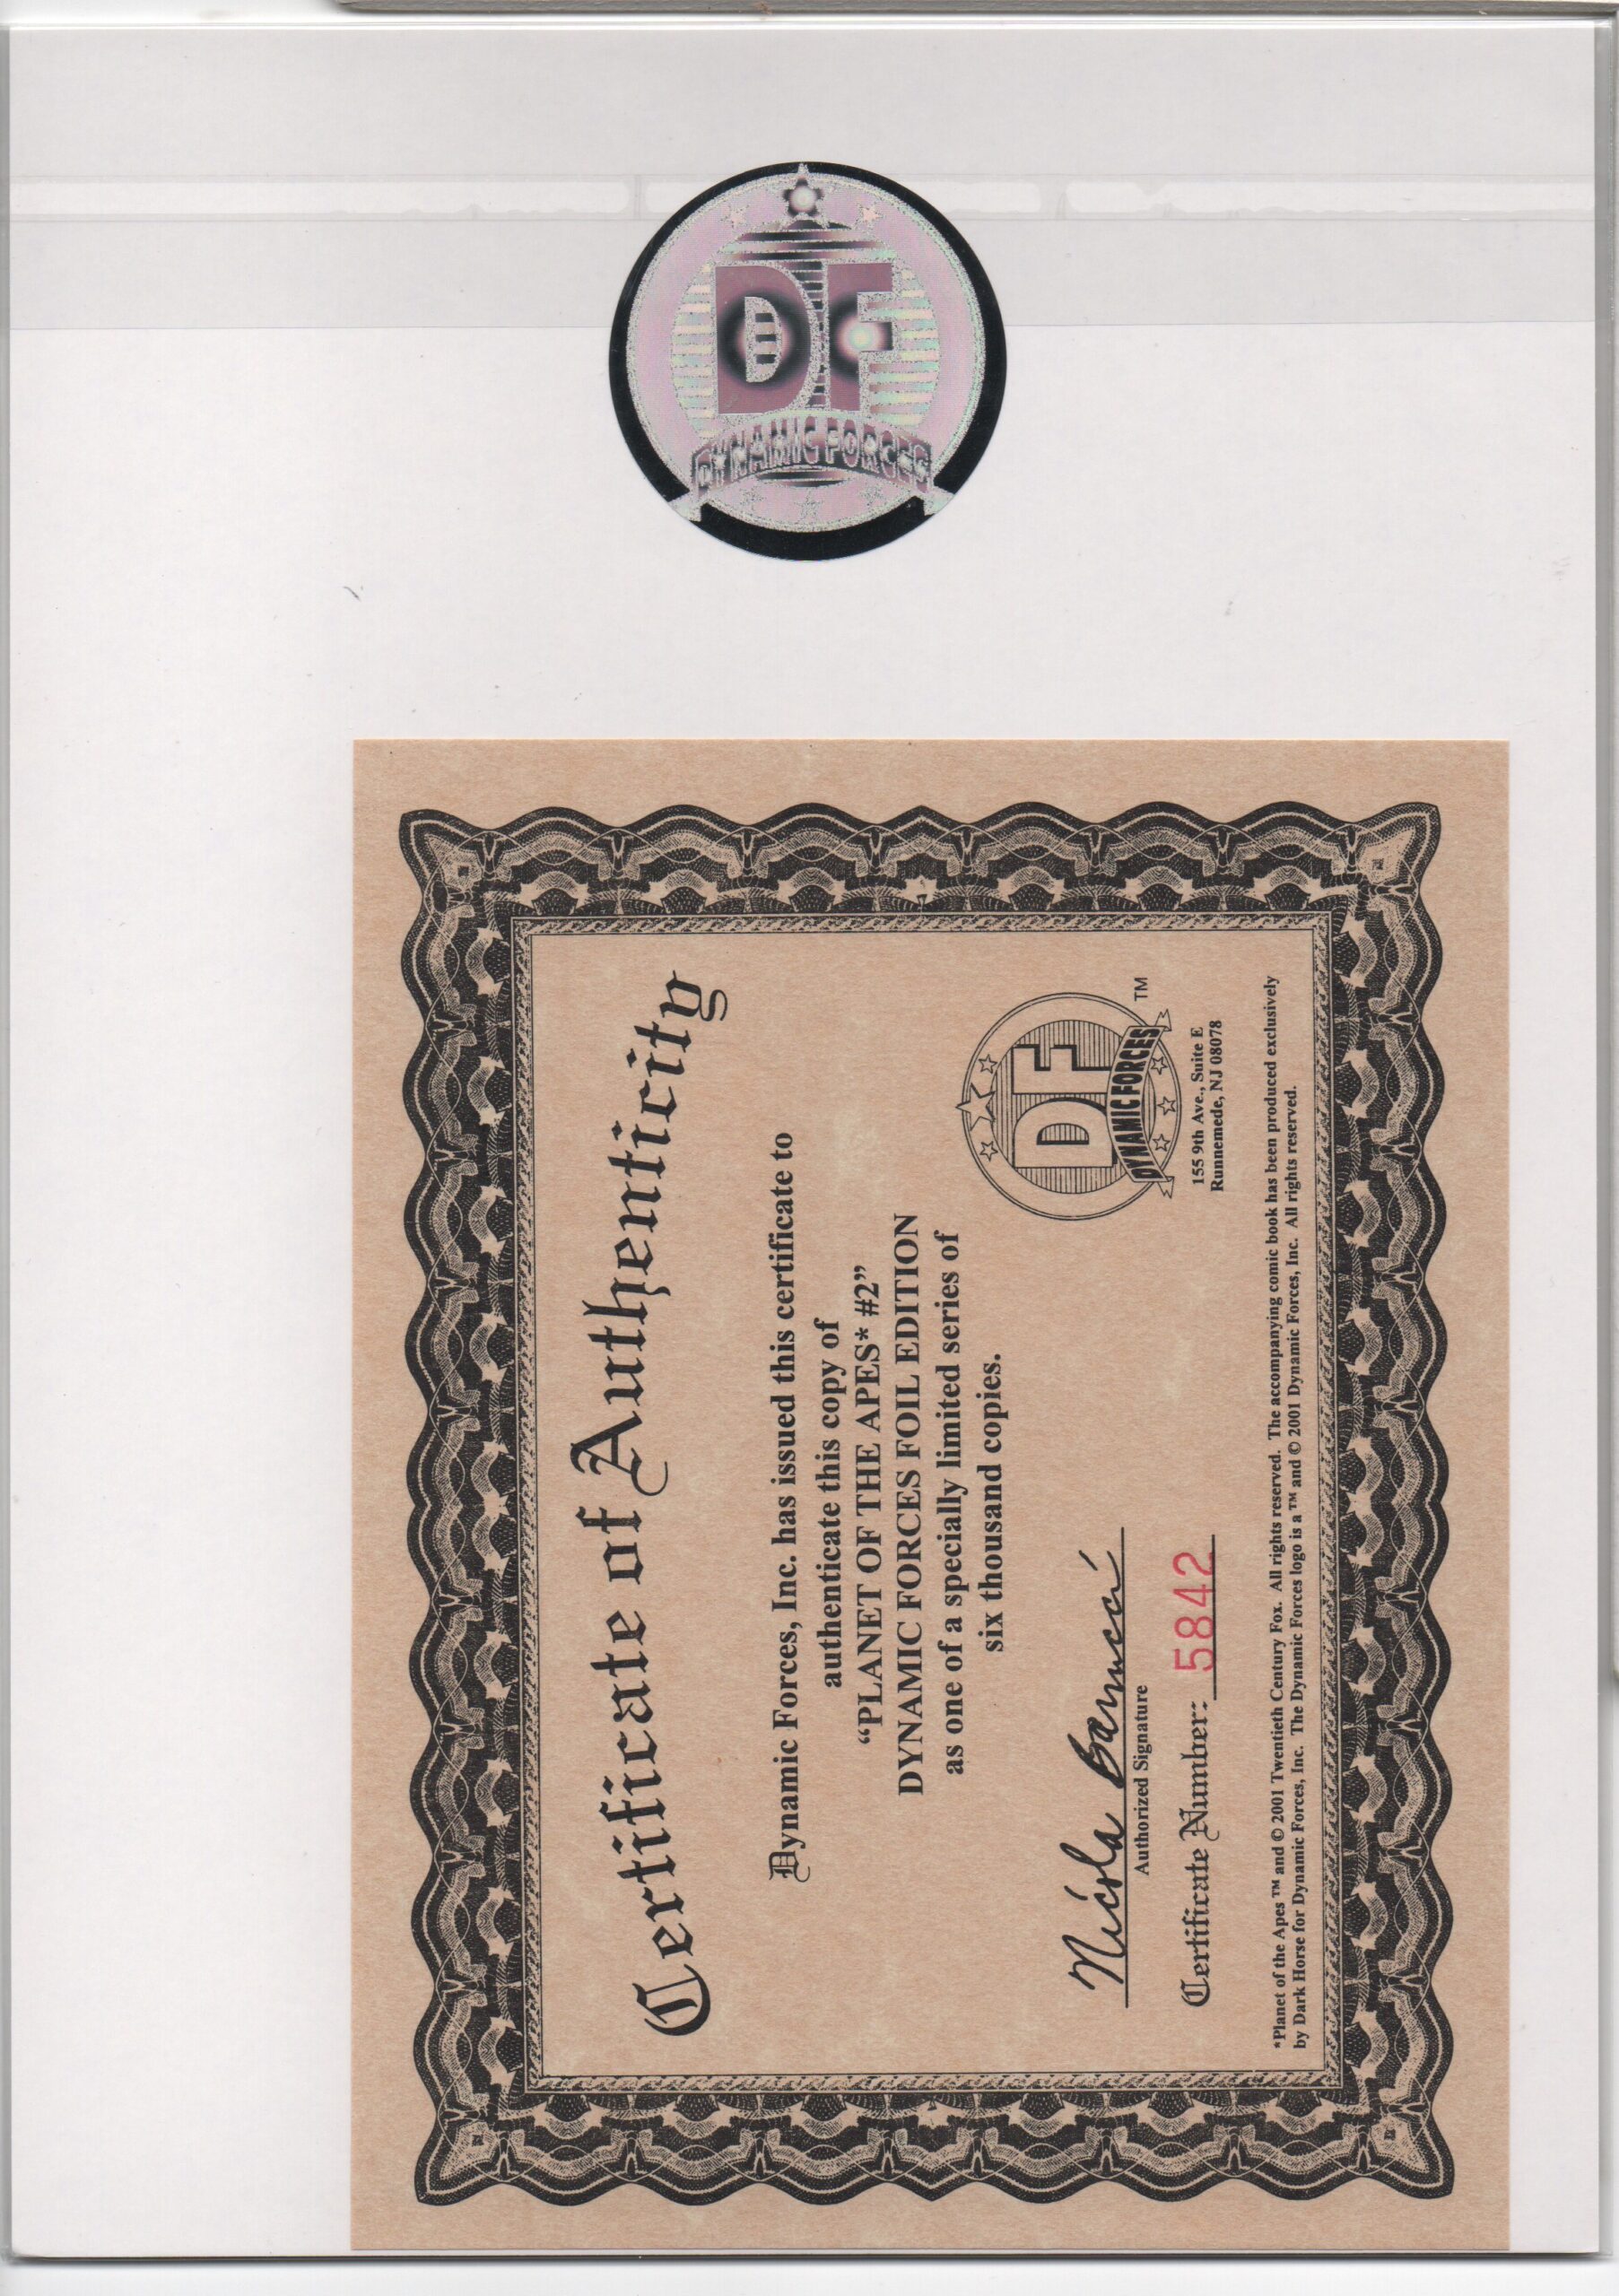 DF
DYNAMIC FORCES
Certificate of Authenticity
Dynamic Forces, Inc. has issued this certificate to
authenticate this copy of
“PLANET OF THE APES* #2”
DYNAMIC FORCES FOIL EDITION
as one of a specially limited series of
six thousand copies.
Nicola Barrucci
Authorized Signature
Certificate Number: 5842
DF
DYNAMIC FORCES
TM
155 9th Ave., Suite E
Runnemede, NJ 08078
*Planet of the Apes ™ and © 2001 Twentieth Century Fox. All rights reserved. The accompanying comic book has been produced exclusively
by Dark Horse for Dynamic Forces, Inc. The Dynamic Forces logo is a ™ and © 2001 Dynamic Forces, Inc. All rights reserved.